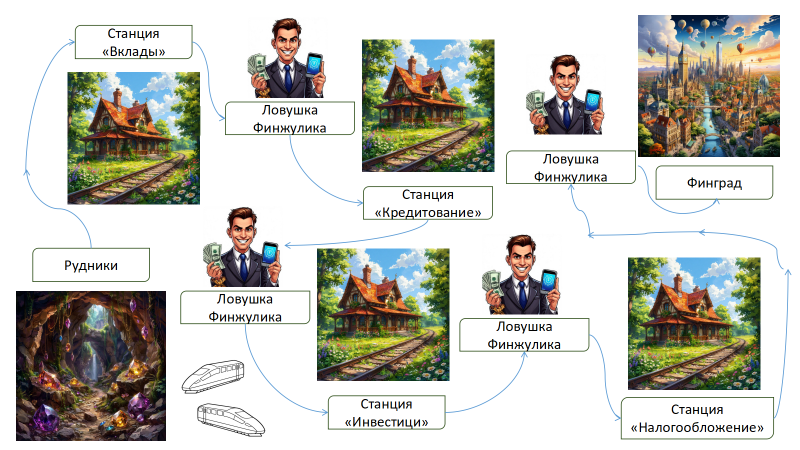 Рудники
Станция
«Вклады»
Ловушка
Финжулика
Станция
«Кредитование»
Ловушка
Финжулика
Станция
«Инвестици»
Ловушка
Финжулика
Станция
«Налогообложение»
Ловушка
Финжулика
Финград